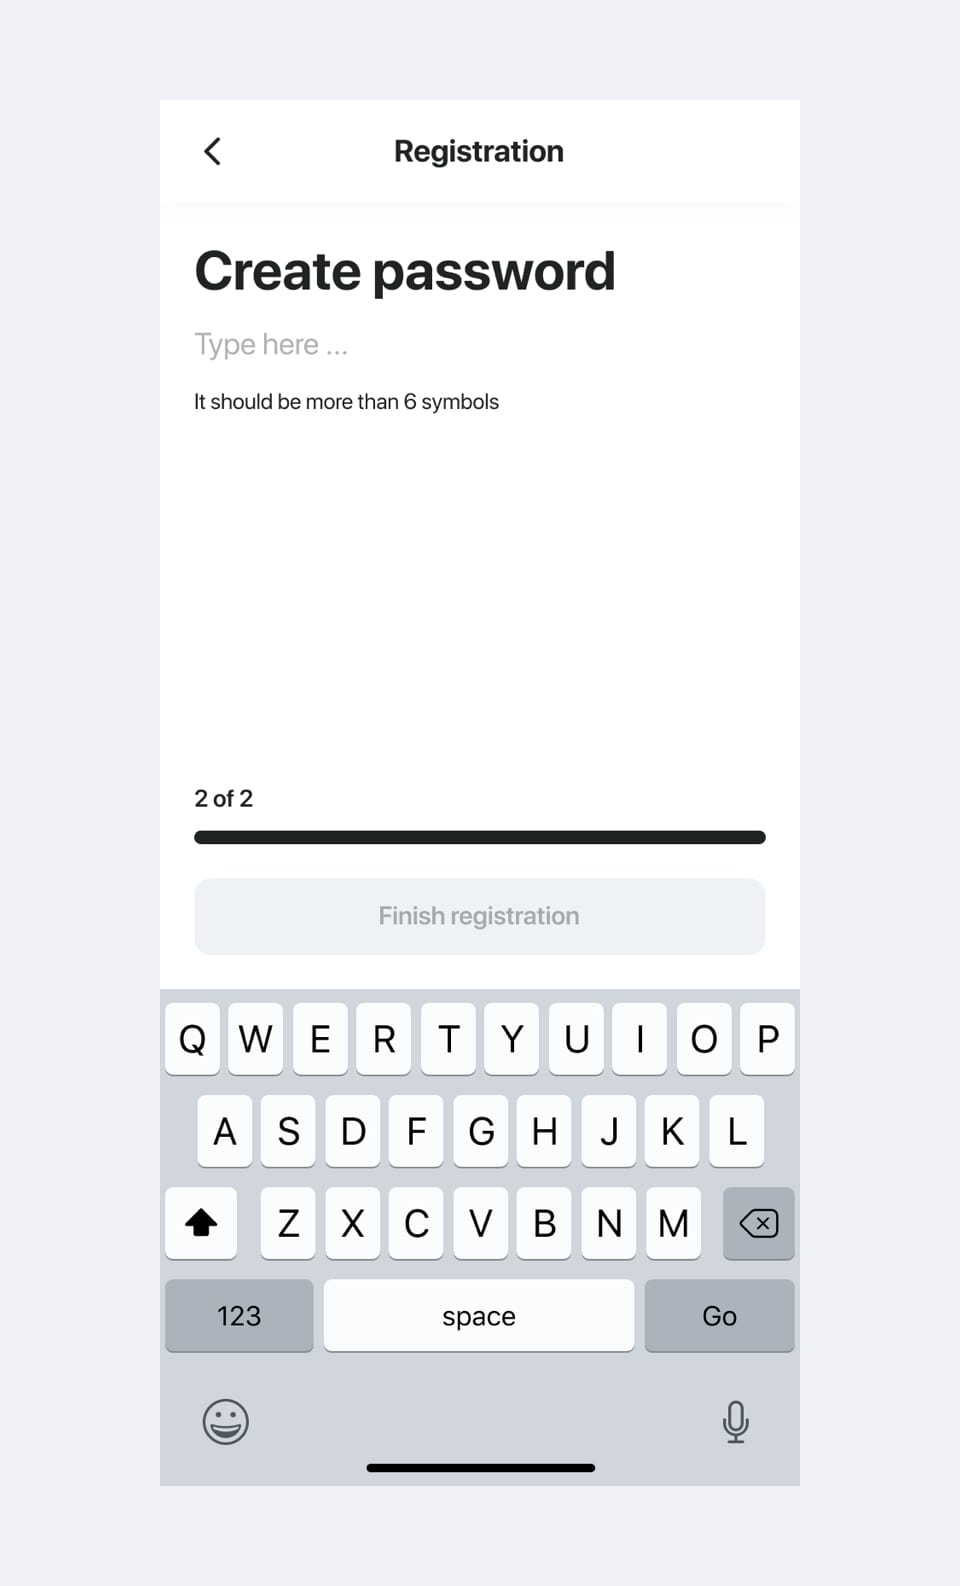 Registration
Create password
Type here ...
It should be more than 6 symbols
2 of 2
Finish registration
Q W E R T Y U I O P
A S D F G H J K L
Z X C V B N M
123 space Go